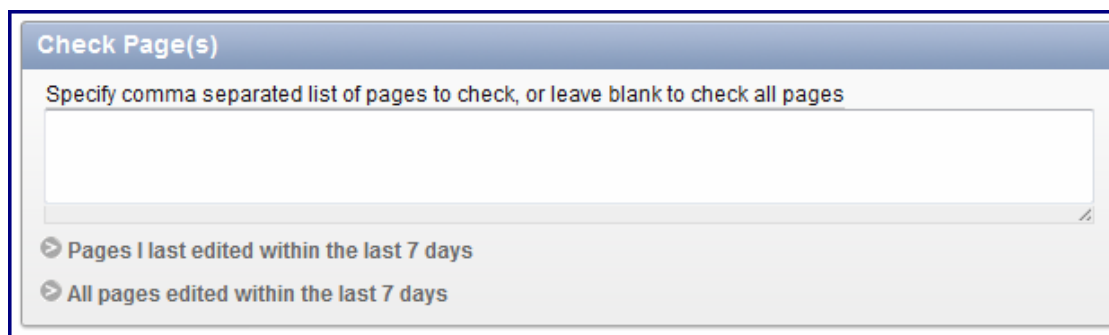 Check Page(s)
Specify comma separated list of pages to check, or leave blank to check all pages
Pages I last edited within the last 7 days
All pages edited within the last 7 days